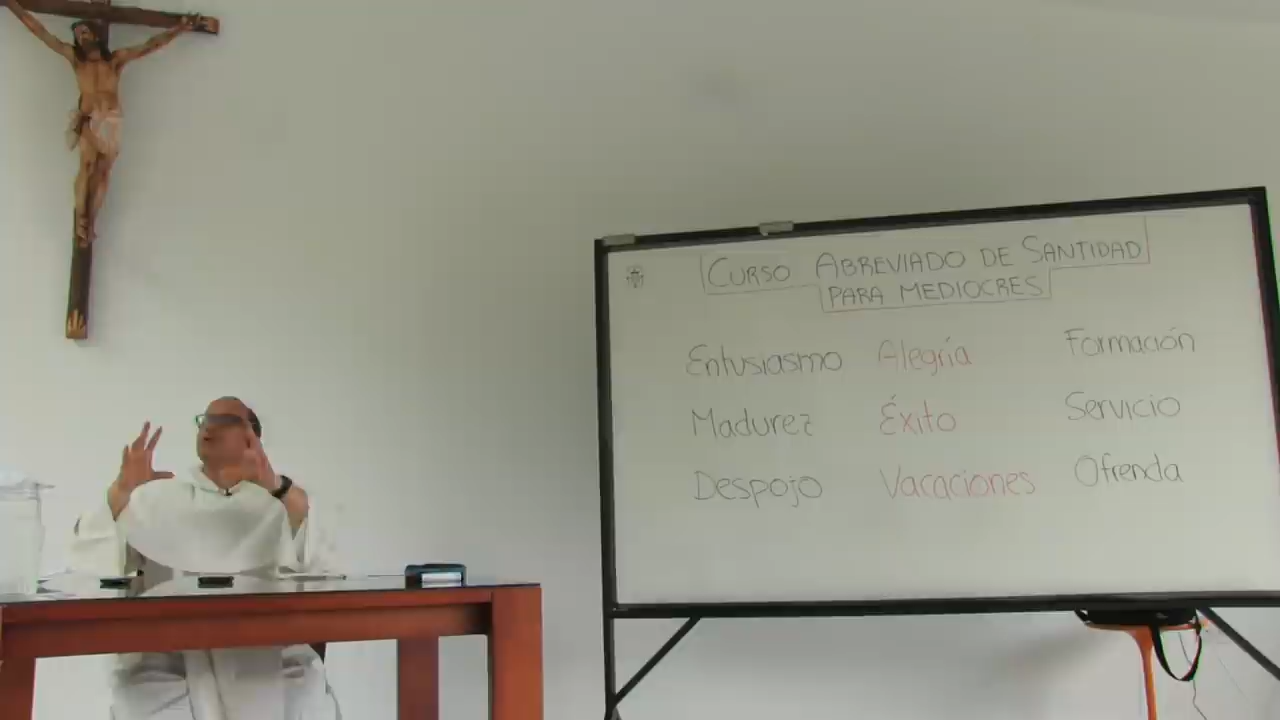 CURSO ABREVIADO DE SANTIDAD
PARA MEDIOCRES
Entusiasmo Alegría Formación
Madurez Éxito Servicio
Despojo Vacaciones Ofrenda